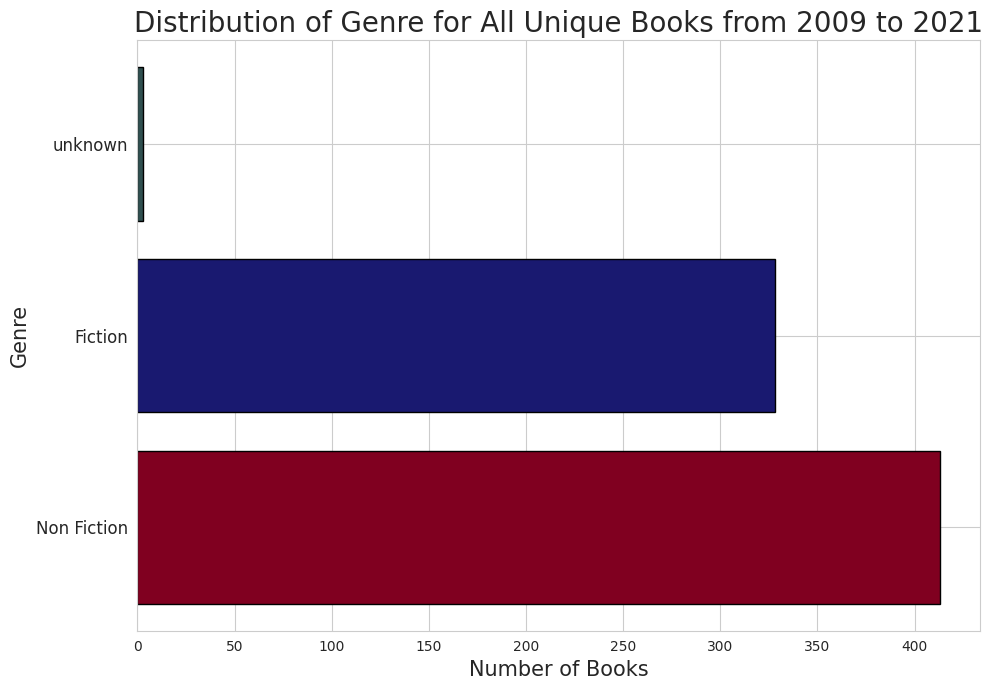 Distribution of Genre for All Unique Books from 2009 to 2021
unknown
Fiction
Non Fiction
Genre
0 50 100 150 200 250 300 350 400
Number of Books